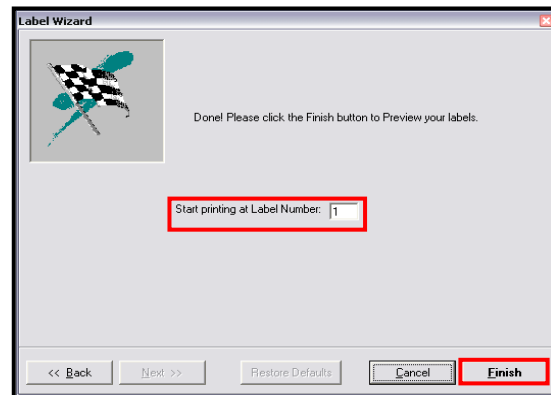 Label Wizard
Done! Please click the Finish button to Preview your labels.
Start printing at Label Number: 1
<< Back Next >> Restore Defaults Cancel Finish